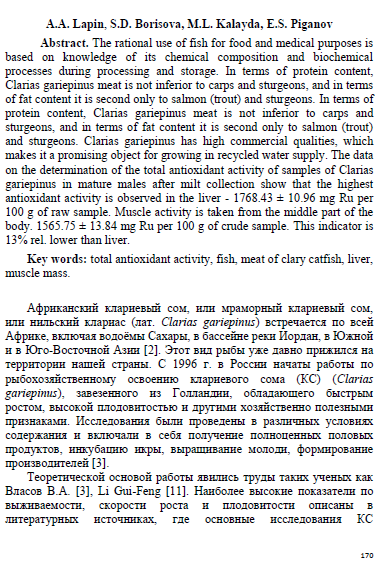 A.A. Lapin, S.D. Borisova, M.L. Kalayda, E.S. Piganov
Abstract. The rational use of fish for food and medical purposes is
based on knowledge of its chemical composition and biochemical
processes during processing and storage. In terms of protein content,
Clarias gariepinus meat is not inferior to carps and sturgeons, and in terms
of fat content it is second only to salmon (trout) and sturgeons. In terms of
protein content, Clarias gariepinus meat is not inferior to carps and
sturgeons, and in terms of fat content it is second only to salmon (trout)
and sturgeons. Clarias gariepinus has high commercial qualities, which
makes it a promising object for growing in recycled water supply. The data
on the determination of the total antioxidant activity of samples of Clarias
gariepinus in mature males after milt collection show that the highest
antioxidant activity is observed in the liver - 1768.43 ± 10.96 mg Ru per
100 g of raw sample. Muscle activity is taken from the middle part of the
body. 1565.75 ± 13.84 mg Ru per 100 g of crude sample. This indicator is
13% rel. lower than liver.
Key words: total antioxidant activity, fish, meat of clary catfish, liver,
muscle mass.
Африканский клариевый сом, или мраморный клариевый сом,
или нильский клариас (лат. Clarias gariepinus) встречается по всей
Африке, включая водоёмы Сахары, в бассейне реки Иордан, в Южной
и в Юго-Восточной Азии [2]. Этот вид рыбы уже давно прижился на
территории нашей страны. С 1996 г. в России начаты работы по
рыбохозяйственному освоению клариевого сома (КС) (Clarias
gariepinus), завезенного из Голландии, обладающего быстрым
ростом, высокой плодовитостью и другими хозяйственно полезными
признаками. Исследования были проведены в различных условиях
содержания и включали в себя получение полноценных половых
продуктов, инкубацию икры, выращивание молоди, формирование
производителей [3].
Теоретической основой работы явились труды таких ученых как
Власов В.А. [3], Li Gui-Feng [11]. Наиболее высокие показатели по
выживаемости, скорости роста и плодовитости описаны в
литературных источниках, где основные исследования КС
170